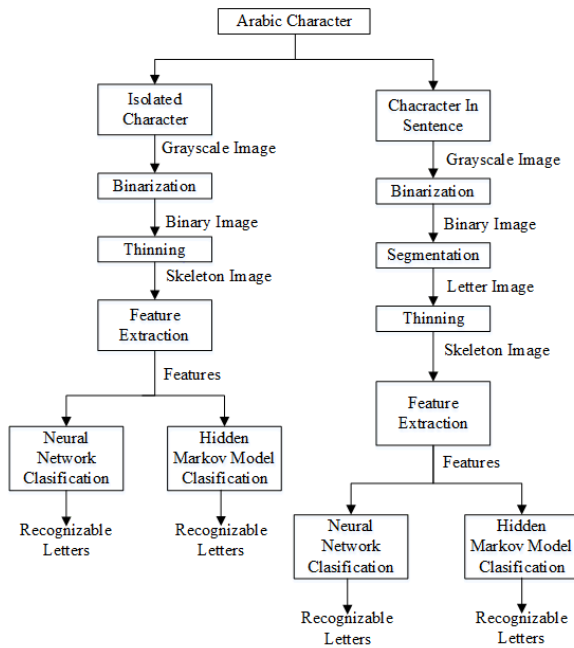 Arabic Character
Isolated
Character
Grayscale Image
Binarization
Binary Image
Thinning
Skeleton Image
Feature
Extraction
Features
Neural
Network
Clasification
Hidden
Markov Model
Clasification
Recognizable
Letters
Recognizable
Letters
Chacracter In
Sentence
Grayscale Image
Binarization
Binary Image
Segmentation
Letter Image
Thinning
Skeleton Image
Feature
Extraction
Features
Neural
Network
Clasification
Hidden
Markov Model
Clasification
Recognizable
Letters
Recognizable
Letters